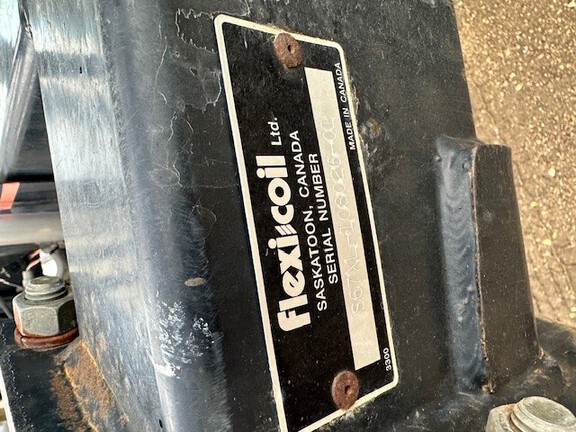 flexi-coil Ltd.
SASKATOON, CANADA
SERIAL NUMBER
3300
MADE IN CANADA